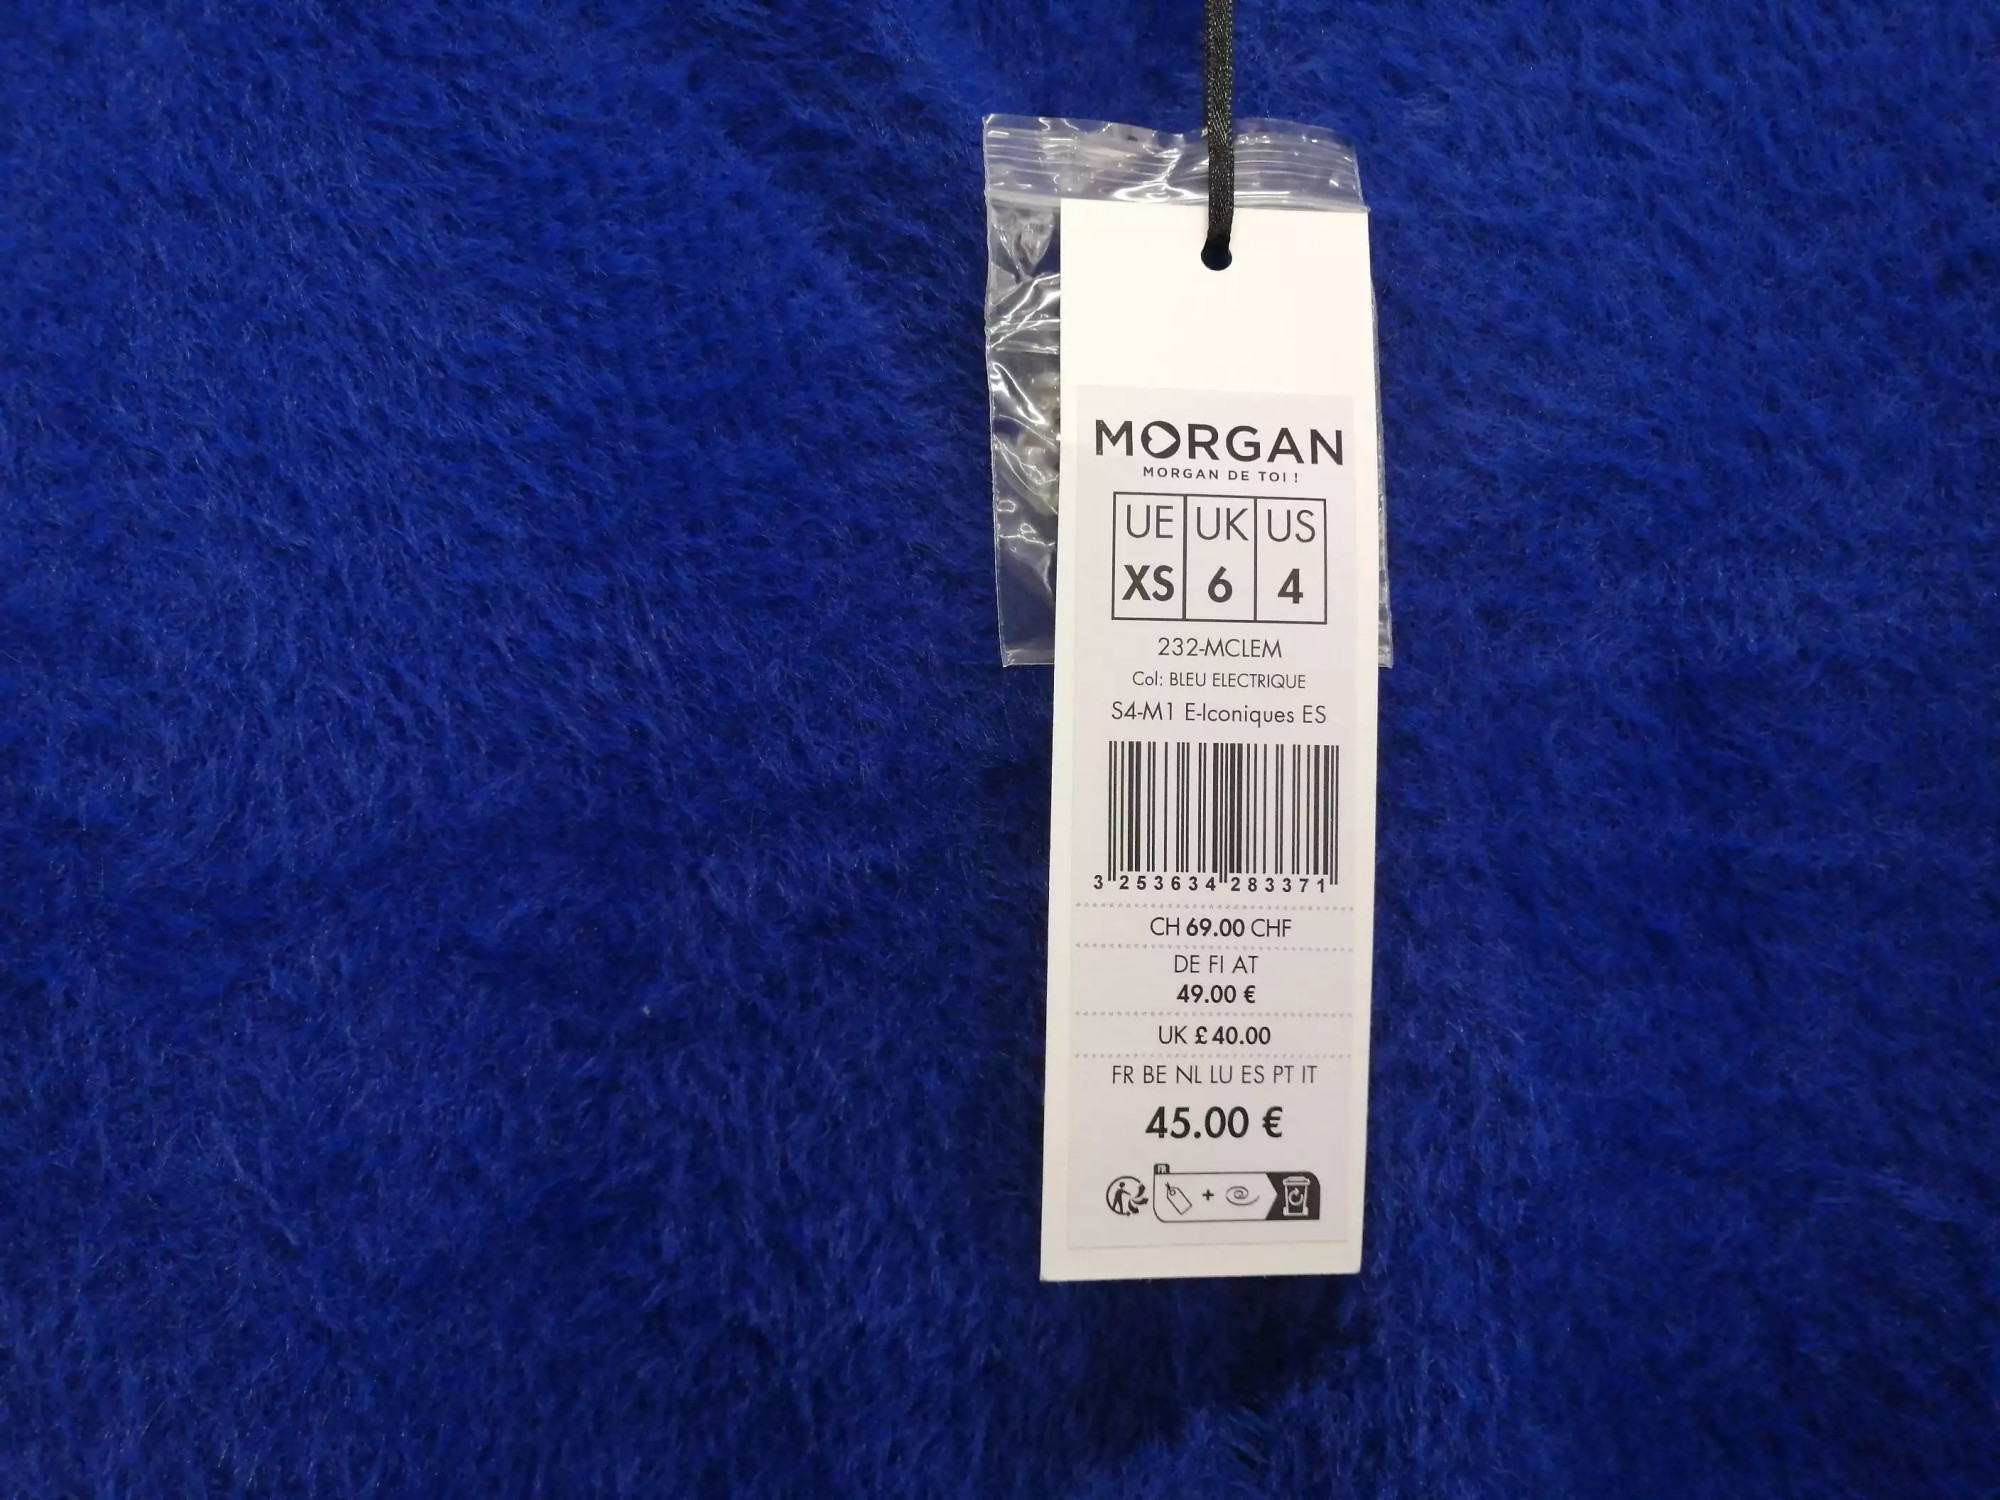 MORGAN
MORGAN DE TOI !
UE UK US
XS 6 4
232-MCLEM
Col: BLEU ELECTRIQUE
S4-M1 E-Iconiques ES
3 253634 283371
CH 69.00 CHF
DE FI AT
49.00 €
UK £ 40.00
FR BE NL LU ES PT IT
45.00 €
FR
+